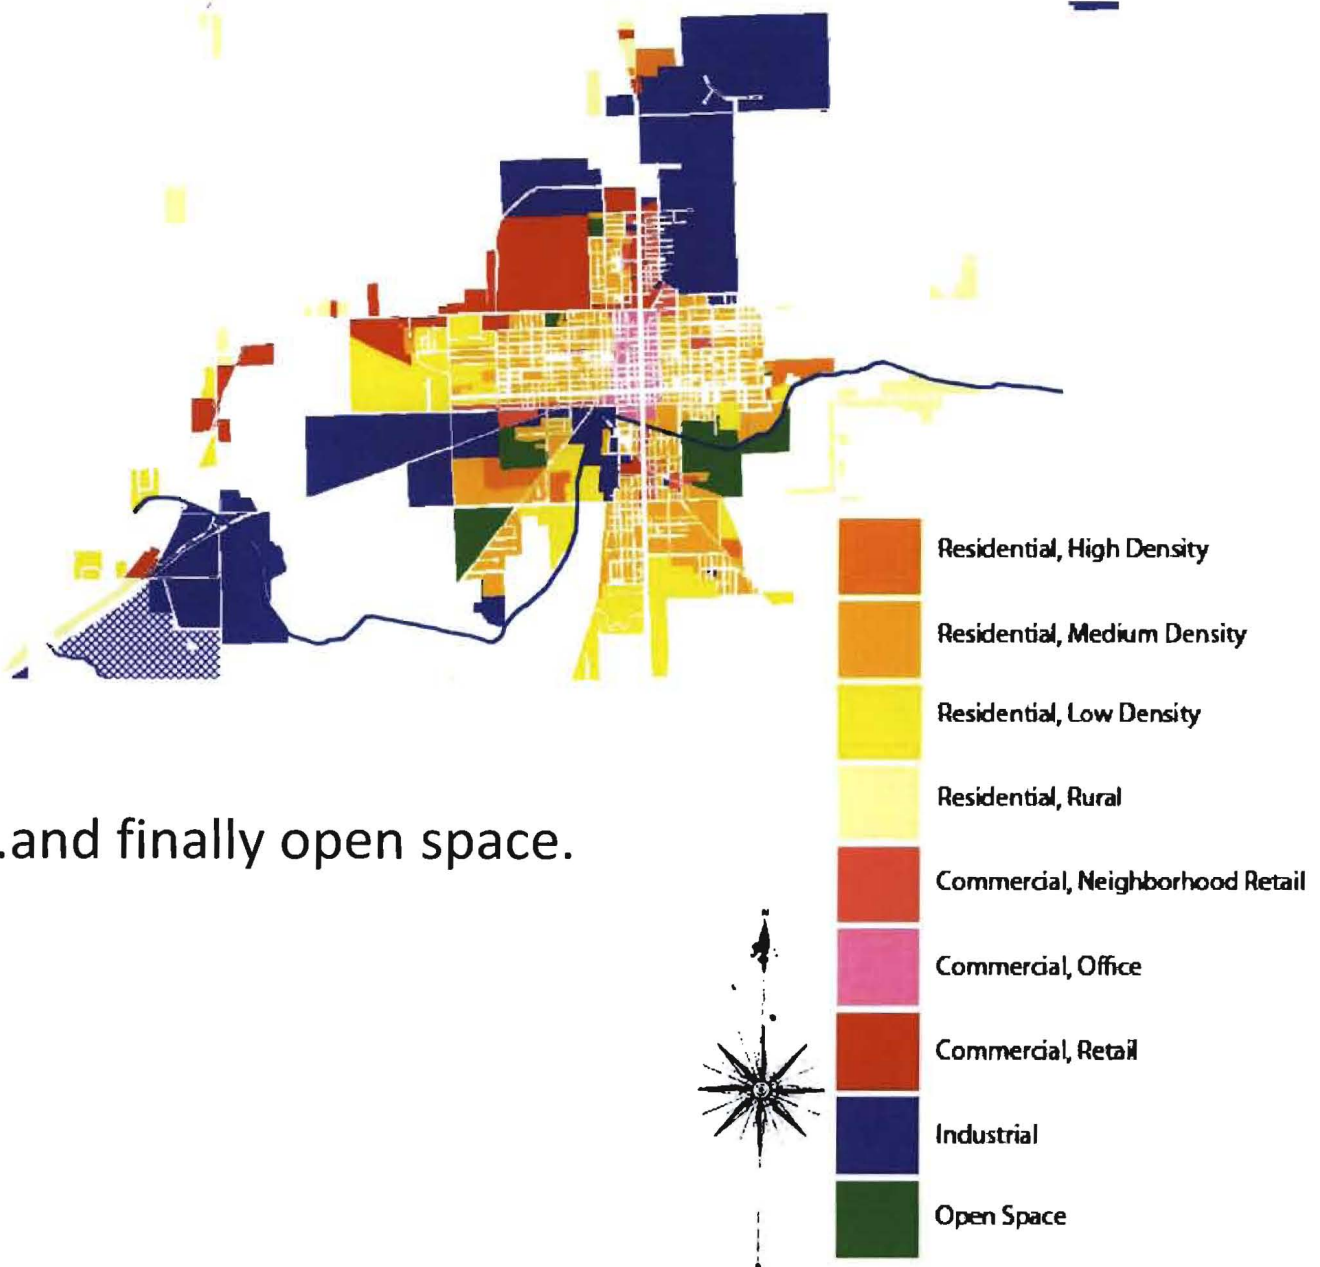 Residential, High Density
Residential, Medium Density
Residential, Low Density
Residential, Rural
.and finally open space.
Commercial, Neighborhood Retail
N
Commercial, Office
Commercial, Retail
Industrial
Open Space